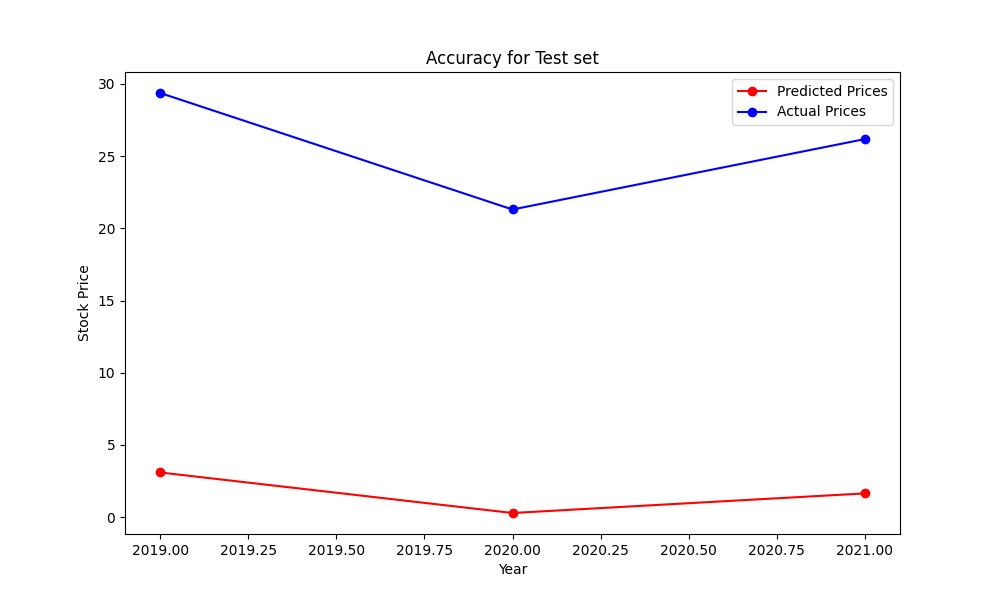 Accuracy for Test set
Predicted Prices
Actual Prices
Stock Price
30
25
20
15
10
5
0
2019.00 2019.25 2019.50 2019.75 2020.00 2020.25 2020.50 2020.75 2021.00
Year